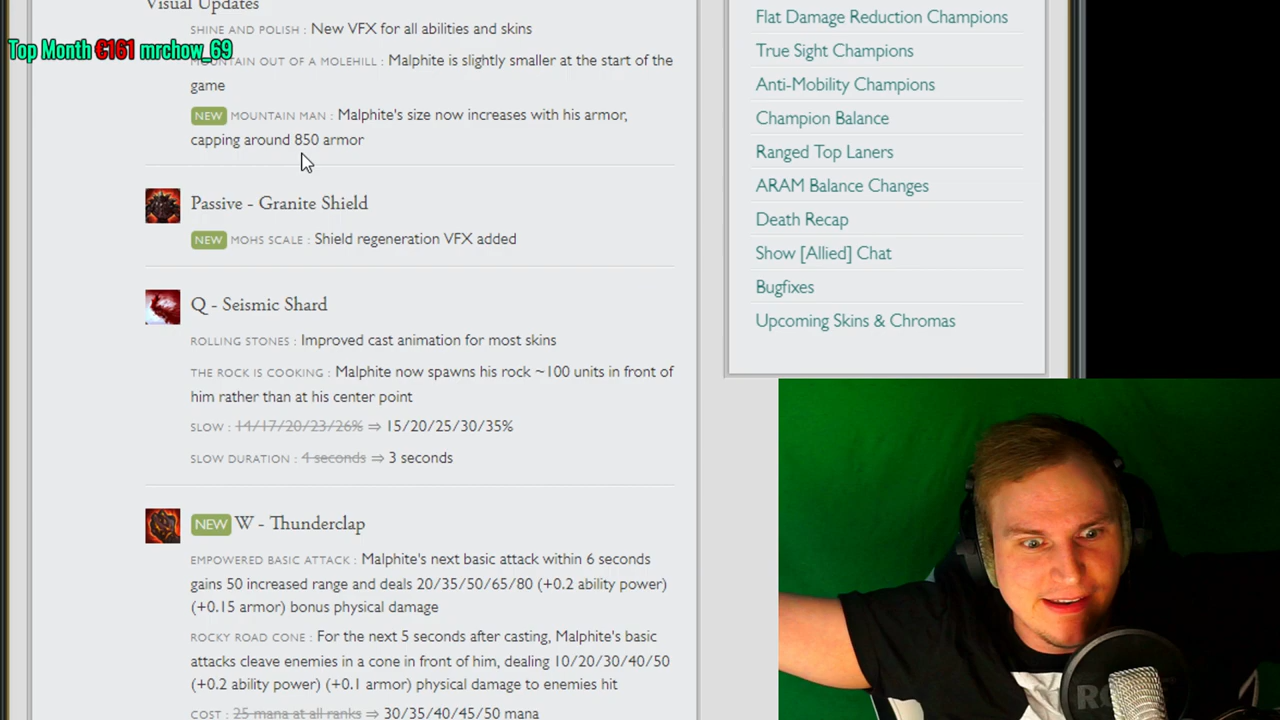 Visual Updates
SHINE AND POLISH : New VFX for all abilities and skins
Top Month €161 mrchow_69
MOUNTAIN OUT OF A MOLEHILL : Malphite is slightly smaller at the start of the
game
NEW MOUNTAIN MAN : Malphite's size now increases with his armor,
capping around 850 armor
Passive - Granite Shield
NEW MOHS SCALE : Shield regeneration VFX added
Q - Seismic Shard
ROLLING STONES : Improved cast animation for most skins
THE ROCK IS COOKING : Malphite now spawns his rock ~100 units in front of
him rather than at his center point
SLOW : 14/17/20/23/26% ⇒ 15/20/25/30/35%
SLOW DURATION : 4 seconds ⇒ 3 seconds
NEW W - Thunderclap
EMPOWERED BASIC ATTACK : Malphite's next basic attack within 6 seconds
gains 50 increased range and deals 20/35/50/65/80 (+0.2 ability power)
(+0.15 armor) bonus physical damage
ROCKY ROAD CONE : For the next 5 seconds after casting, Malphite's basic
attacks cleave enemies in a cone in front of him, dealing 10/20/30/40/50
(+0.2 ability power) (+0.1 armor) physical damage to enemies hit
COST : 25 mana at all ranks ⇒ 30/35/40/45/50 mana
Flat Damage Reduction Champions
True Sight Champions
Anti-Mobility Champions
Champion Balance
Ranged Top Laners
ARAM Balance Changes
Death Recap
Show [Allied] Chat
Bugfixes
Upcoming Skins & Chromas